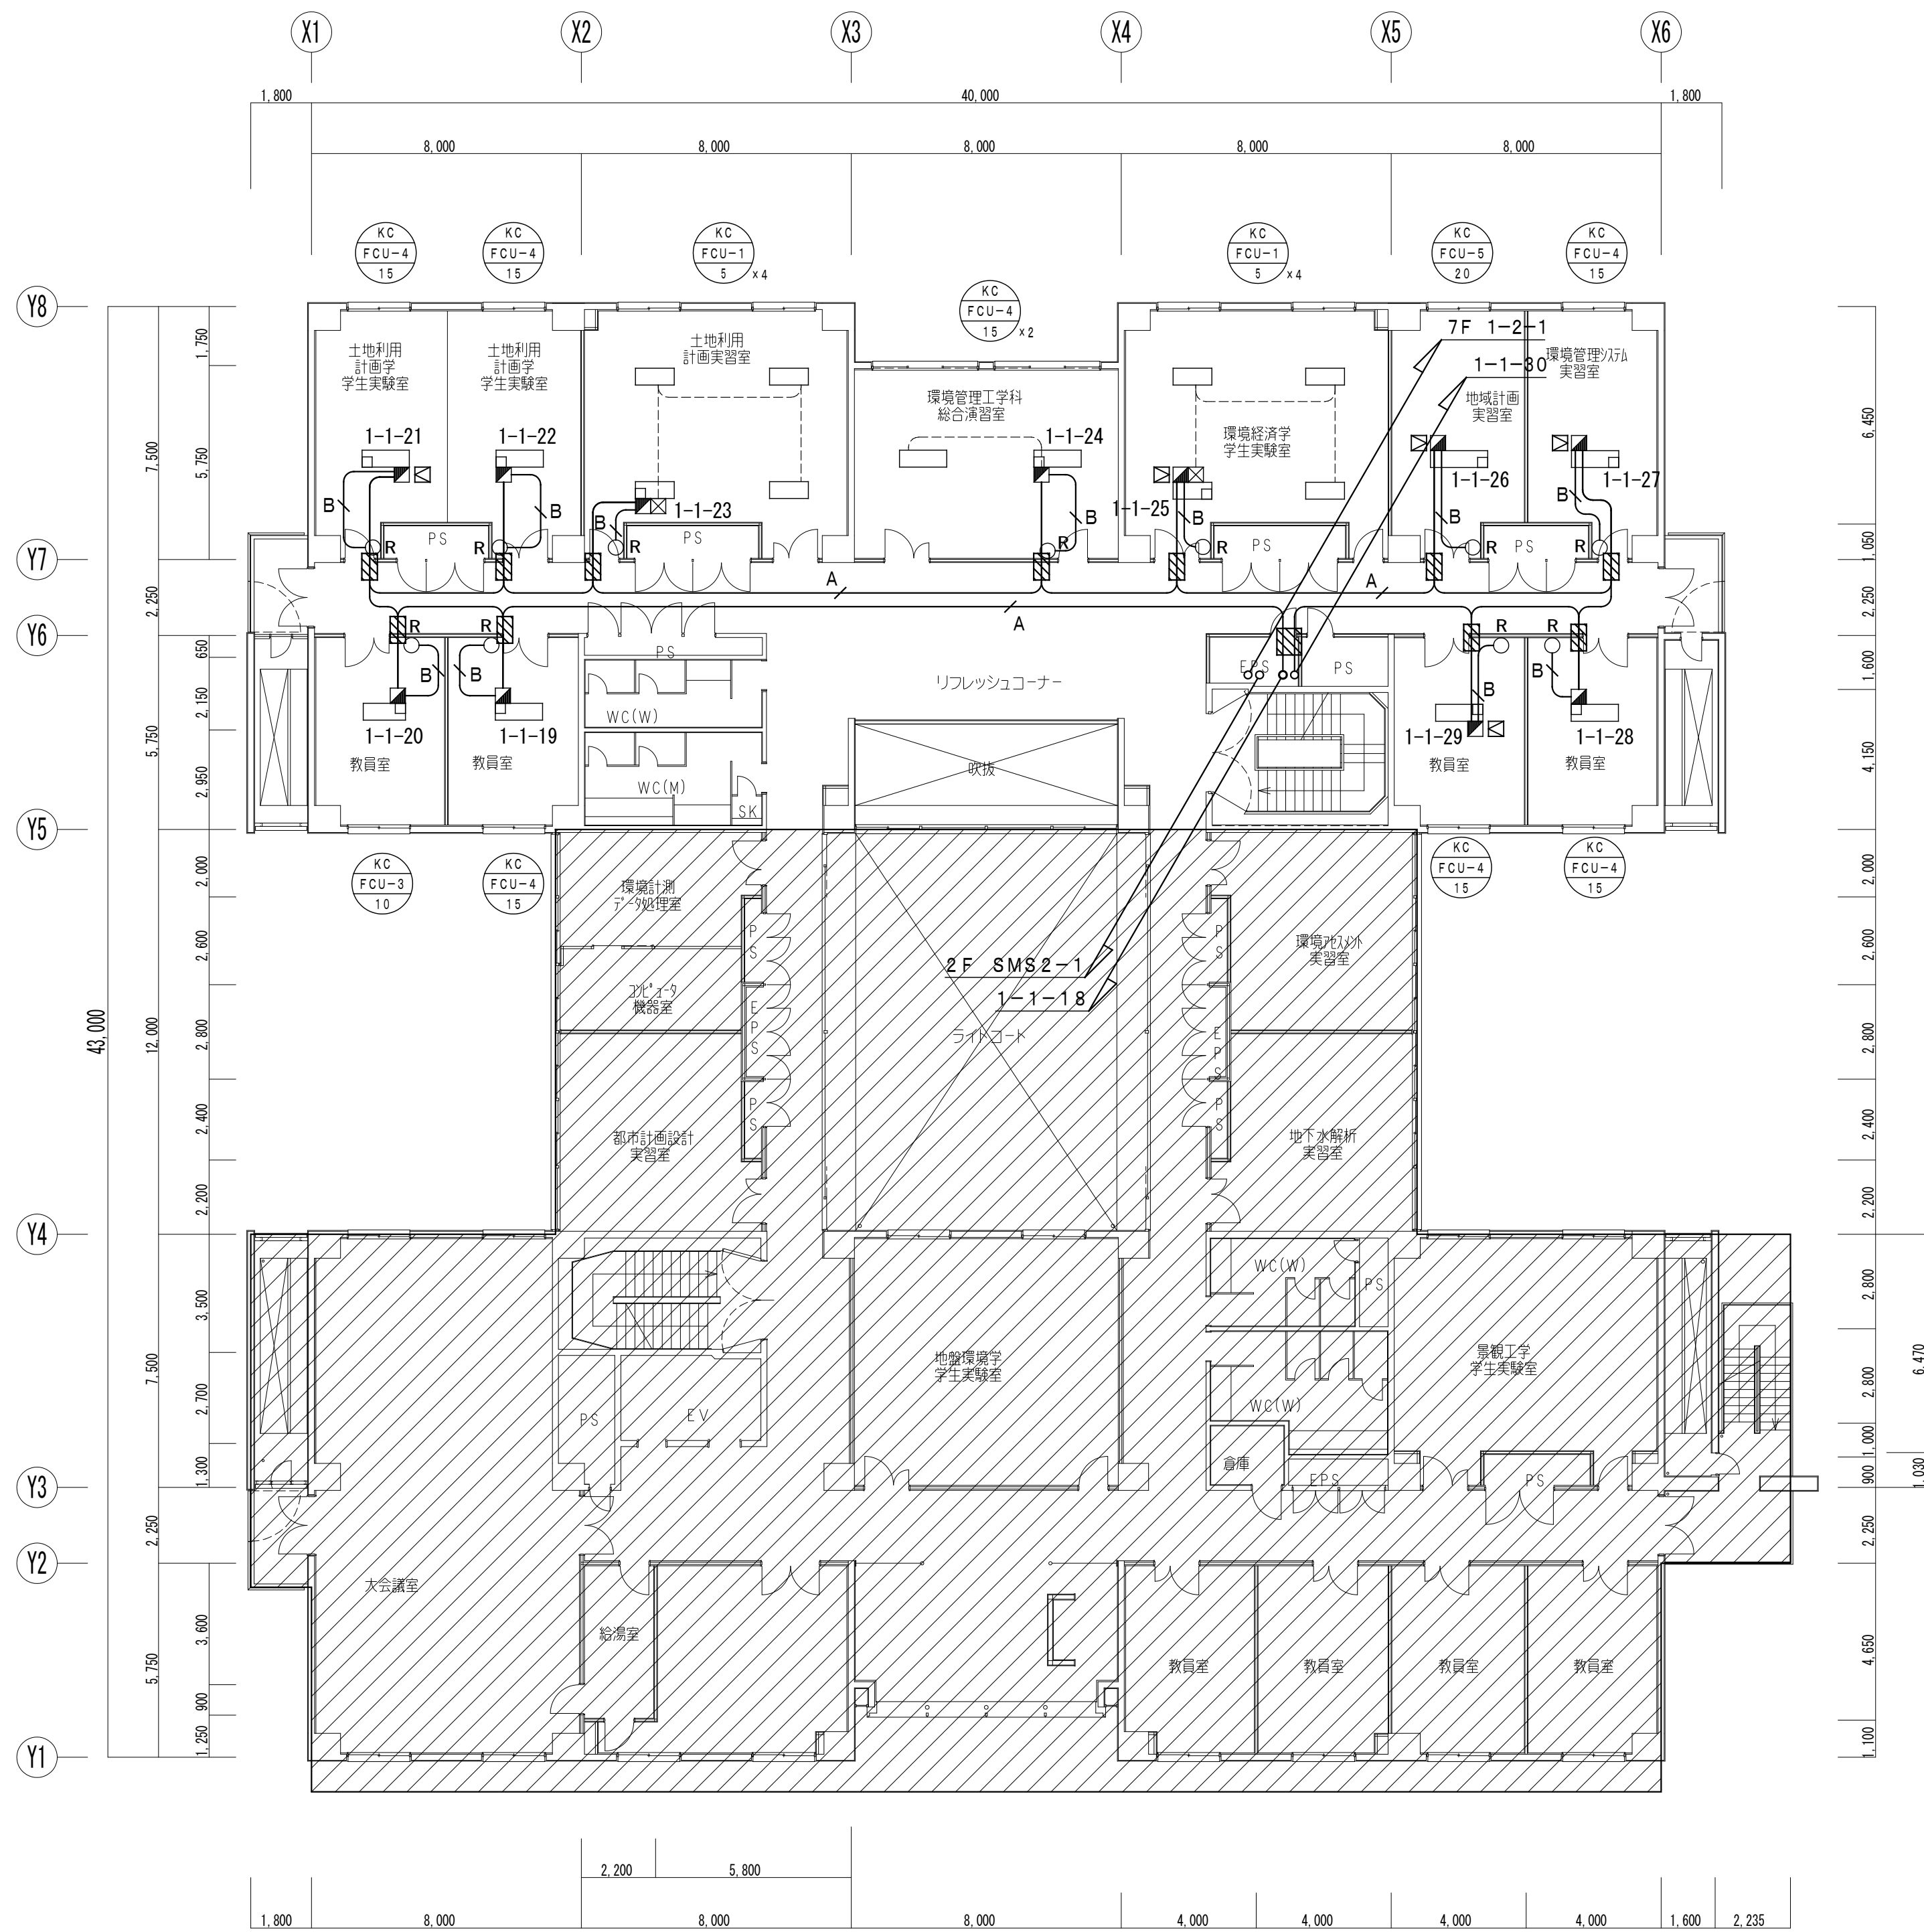 X1
X2
X3
X4
X5
X6
1,800
40,000
1,800
8,000
8,000
8,000
8,000
8,000
KC
FCU-4
15
KC
FCU-4
15
KC
FCU-1
5
x4
KC
FCU-4
15
x2
KC
FCU-1
5
x4
KC
FCU-5
20
KC
FCU-4
15
Y8
Y7
Y6
Y5
Y4
Y3
Y2
Y1
43,000
7,500
2,250
5,750
12,000
7,500
2,250
5,750
1,750
5,750
650
2,150
2,950
2,000
2,600
2,800
2,400
2,200
3,500
2,700
1,300
3,600
900
1,250
土地利用
計画学
学生実験室
土地利用
計画学
学生実験室
土地利用
計画実習室
環境管理工学科
総合演習室
環境経済学
学生実験室
7F 1-2-1
1-1-30
環境管理システム
実習室
地域計画
実習室
1-1-21
1-1-22
1-1-23
1-1-24
1-1-25
1-1-26
1-1-27
B
B
B
B
B
B
B
R
R
R
R
R
R
PS
PS
PS
PS
A
A
A
R
R
R
R
B
B
B
B
PS
EPS
PS
リフレッシュコーナー
WC(W)
WC(M)
SK
吹抜
1-1-20
1-1-19
1-1-29
1-1-28
教員室
教員室
教員室
教員室
KC
FCU-3
10
KC
FCU-4
15
KC
FCU-4
15
KC
FCU-4
15
環境計測
データ処理室
コンピュータ
機器室
都市計画設計
実習室
PS
EPS
PS
2F SMS2-1
1-1-18
ライトコート
PS
EPS
PS
環境アセスメント
実習室
地下水解析
実習室
WC(W)
PS
WC(W)
倉庫
EPS
PS
EV
PS
地盤環境学
学生実験室
景観工学
学生実験室
大会議室
給湯室
教員室
教員室
教員室
教員室
6,450
1,050
2,250
1,600
4,150
2,000
2,600
2,800
2,400
2,200
2,800
2,800
1,000
900
2,250
4,650
1,100
6,470
1,030
2,200
5,800
1,800
8,000
8,000
8,000
4,000
4,000
4,000
4,000
1,600
2,235